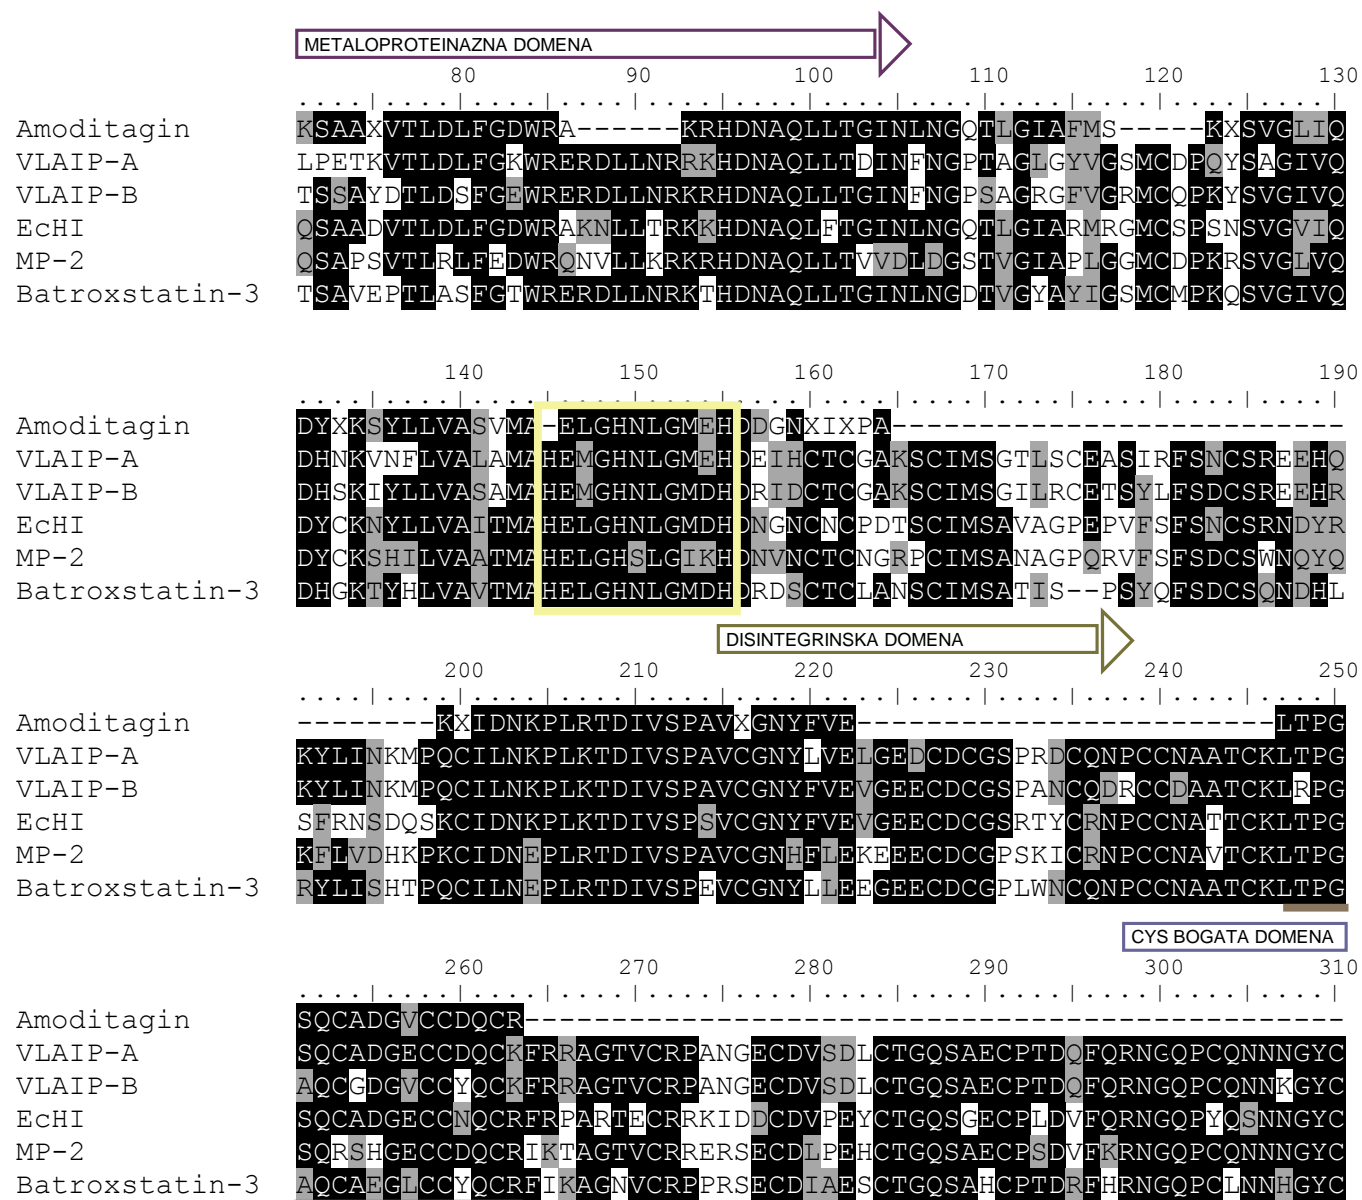 METALOPROTEINAZNA DOMENA
80 90 100 110 120 130
....|....|....|....|....|....|....|....|....|....|....|....|
Amoditagin KSAAXVTLDLFGDWRA------KRHDNAQLLTGINLNGQTLGIAFMS-----KXSVGLIQ
VLAIP-A LPETKVTLDLFGKWRERDLLNRRKHDNAQLLTDINFNGPTAGLGYVGSMCDPQYSAGIVQ
VLAIP-B TSSAYDTLDSFGEWRERDLLNRKRHDNAQLLTGINFNGPSAGRGFVGRMCQPKYSVGIVQ
EcHI QSAADVTLDLFGDWRAKNLLTRKKHDNAQLFTGINLNGQTLGIARMRGMCSPSNSVGVIQ
MP-2 QSAPSVTLRLFEDWRQNVLLKRKRHDNAQLLTVVDLDGSTVGIAPLGGMCDPKRSVGLVQ
Batroxstatin-3 TSAVEPTLASFGTWRERDLLNRKTHDNAQLLTGINLNGDTVGYAYIGSMCMPKQSVGIVQ
140 150 160 170 180 190
....|....|....|....|....|....|....|....|....|....|....|....|
Amoditagin DYXKSYLLVASVMA-ELGHNLGMEHDDGNXIXPA--------------------------
VLAIP-A DHNKVNFLVALAMAHEMGHNLGMEHDEIHCTCGAKSCIMSGTLSCEASIRFSNCSREEHQ
VLAIP-B DHSKIYLLVASAMAHEMGHNLGMDHDRIDCTCGAKSCIMSGILRCETSYLFSDCSREEHR
EcHI DYCKNYLLVAITMAHELGHNLGMDHDNGNCNCPDTSCIMSAVAGPEPVFSFSNCSRNDYR
MP-2 DYCKSHILVAATMAHELGHSLGIKHDNVNCTCNGRPCIMSANAGPQRVFSFSDCSWNQYQ
Batroxstatin-3 DHGKTYHLVAVTMAHELGHNLGMDHDRDSCTCLANSCIMSATIS--PSYQFSDCSQNDHL
DISINTEGRINSKA DOMENA
200 210 220 230 240 250
....|....|....|....|....|....|....|....|....|....|....|....|
Amoditagin --------KXIDNKPLRTDIVSPAVXGNYFVE------------------------LTPG
VLAIP-A KYLINKMPQCILNKPLKTDIVSPAVCGNYLVELGEDCDCGSPRDCQNPCCNAATCKLTPG
VLAIP-B KYLINKMPQCILNKPLKTDIVSPAVCGNYFVEVGEECDCGSPANCQDRCCDAATCKLRPG
EcHI SFRNSDQSKCIDNKPLKTDIVSPSVCGNYFVEVGEECDCGSRTYCRNPCCNATTCKLTPG
MP-2 KFLVDHKPKCIDNEPLRTDIVSPAVCGNHFLEKEEECDCGPSKICRNPCCNAVTCKLTPG
Batroxstatin-3 RYLISHTPQCILNEPLRTDIVSPEVCGNYLLEEGEECDCGPLWNCQNPCCNAATCKLTPG
CYS BOGATA DOMENA
260 270 280 290 300 310
....|....|....|....|....|....|....|....|....|....|....|....|
Amoditagin SQCADGVCCDQCR-----------------------------------------------
VLAIP-A SQCADGECCDQCKFRRAGTVCRPANGECDVSDLCTGQSAECPTDQFQRNGQPCQNNNGYC
VLAIP-B AQCGDGVCCYQCKFRRAGTVCRPANGECDVSDLCTGQSAECPTDQFQRNGQPCQNNKGYC
EcHI SQCADGECCNQCRFRPARTECRRKIDDCDVPEYCTGQSGECPLDVFQRNGQPYQSNNGYC
MP-2 SQRSHGECCDQCRIKTAGTVCRRERSECDLPEHCTGQSAECPSDVFKRNGQPCQNNNGYC
Batroxstatin-3 AQCAEGLCCYQCRFIKAGNVCRPPRSECDIAESCTGQSAHCPTDRFHRNGQPCLNNHGYC